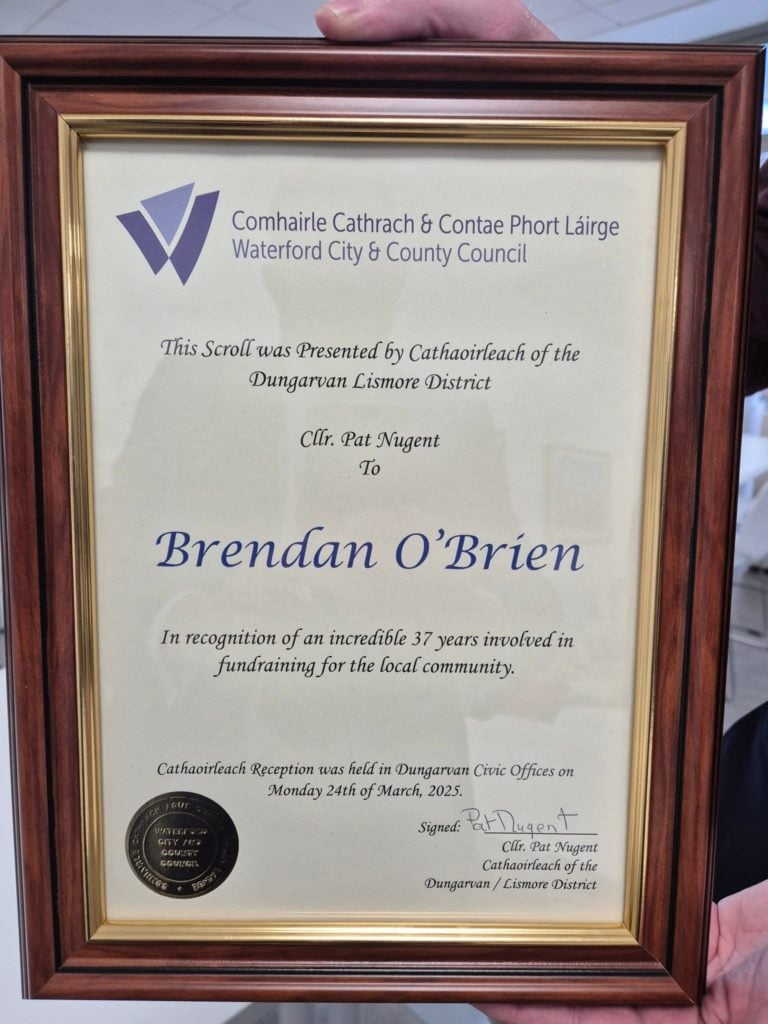 Comhairle Cathrach & Contae Phort Láirge
Waterford City & County Council
This Scroll was Presented by Cathaoirleach of the
Dungarvan Lismore District
Cllr. Pat Nugent
To
Brendan O'Brien
In recognition of an incredible 37 years involved in
fundraising for the local community.
Cathaoirleach Reception was held in Dungarvan Civic Offices on
Monday 24th of March, 2025.
Signed: Pat Nugent
Cllr. Pat Nugent
Cathaoirleach of the
Dungarvan / Lismore District
WATERFORD
CITY AND
COUNTY
COUNCIL